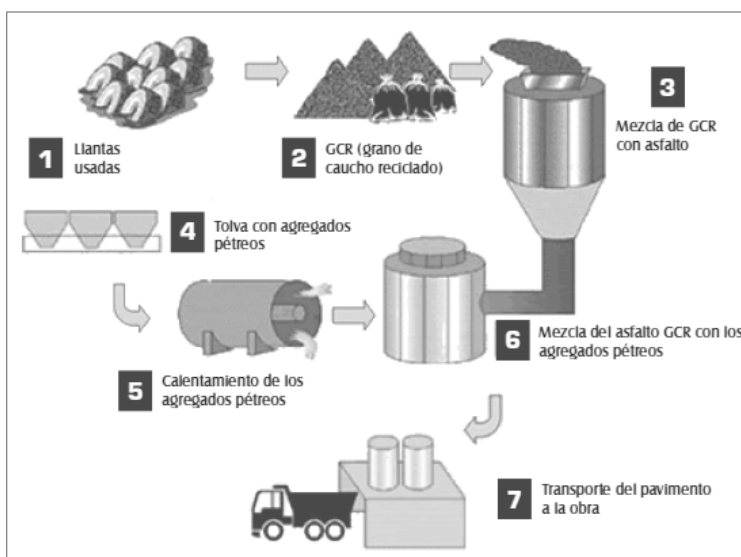 1 Llantas
usadas
2 GCR (grano de
caucho reciclado)
3
Mezcla de GCR
con asfalto
4 Tolva con agregados
pétreos
5 Calentamiento de los
agregados pétreos
6 Mezcla del asfalto GCR con los
agregados pétreos
7 Transporte del pavimento
a la obra